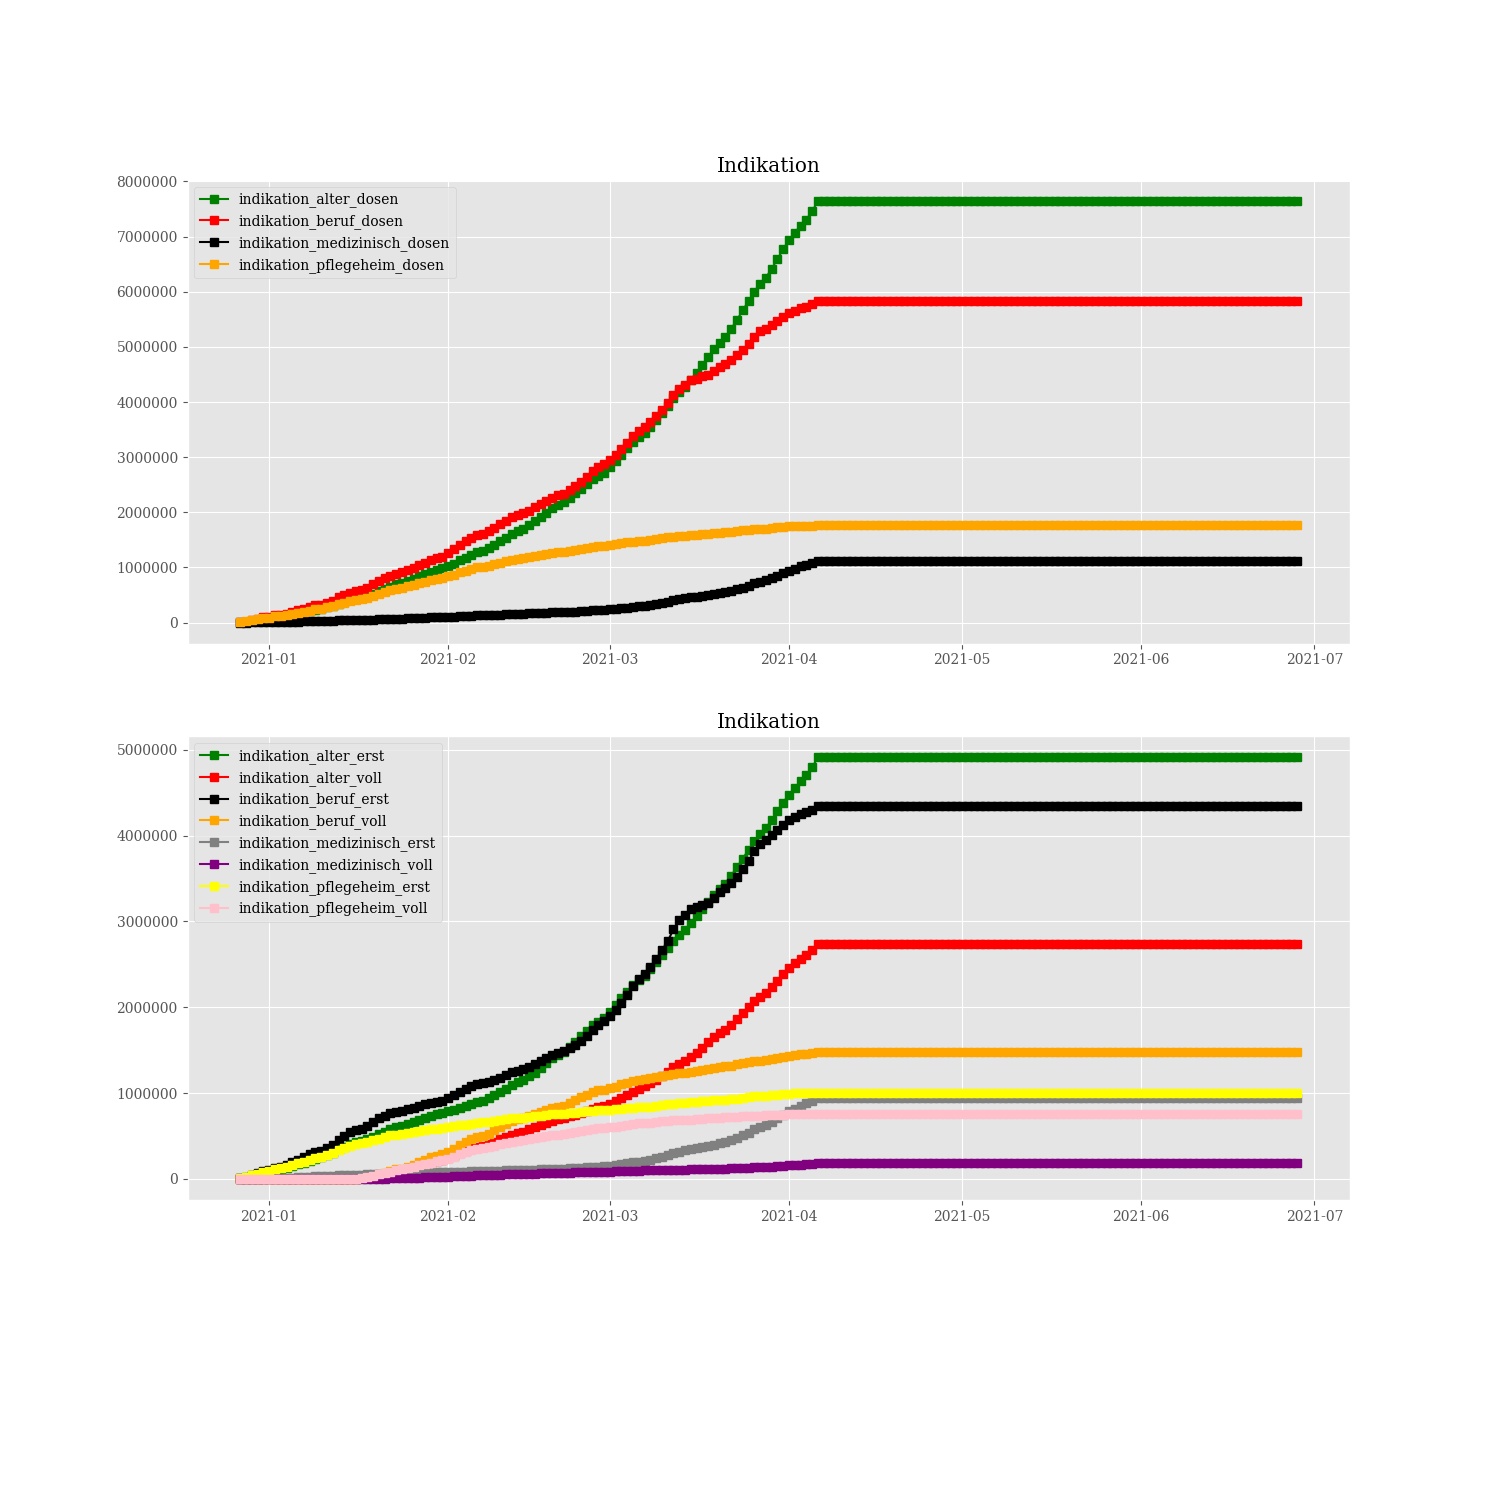 Indikation
8000000
7000000
6000000
5000000
4000000
3000000
2000000
1000000
0
indikation_alter_dosen
indikation_beruf_dosen
indikation_medizinisch_dosen
indikation_pflegeheim_dosen
2021-01 2021-02 2021-03 2021-04 2021-05 2021-06 2021-07
Indikation
5000000
4000000
3000000
2000000
1000000
0
indikation_alter_erst
indikation_alter_voll
indikation_beruf_erst
indikation_beruf_voll
indikation_medizinisch_erst
indikation_medizinisch_voll
indikation_pflegeheim_erst
indikation_pflegeheim_voll
2021-01 2021-02 2021-03 2021-04 2021-05 2021-06 2021-07